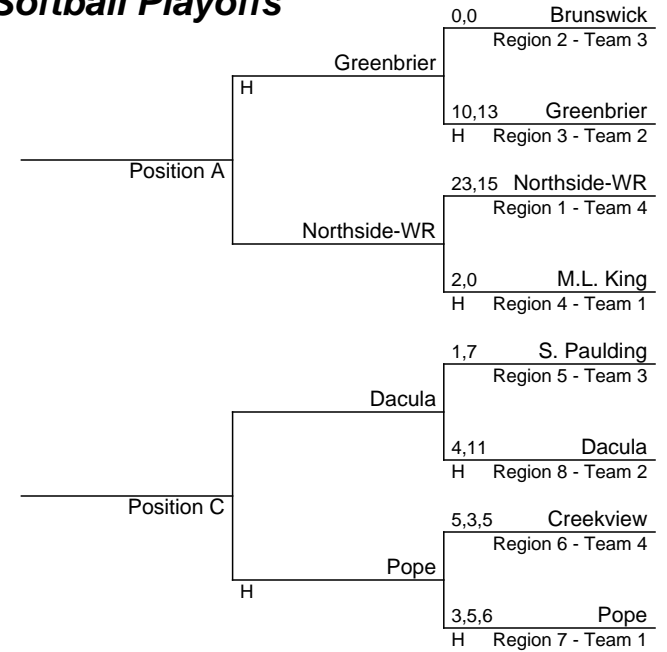 Softball Playoffs
0,0 Brunswick
Region 2 - Team 3
Greenbrier
H
10,13 Greenbrier
H Region 3 - Team 2
Position A
23,15 Northside-WR
Region 1 - Team 4
Northside-WR
2,0 M.L. King
H Region 4 - Team 1
1,7 S. Paulding
Region 5 - Team 3
Dacula
4,11 Dacula
H Region 8 - Team 2
Position C
5,3,5 Creekview
Region 6 - Team 4
Pope
H
3,5,6 Pope
H Region 7 - Team 1